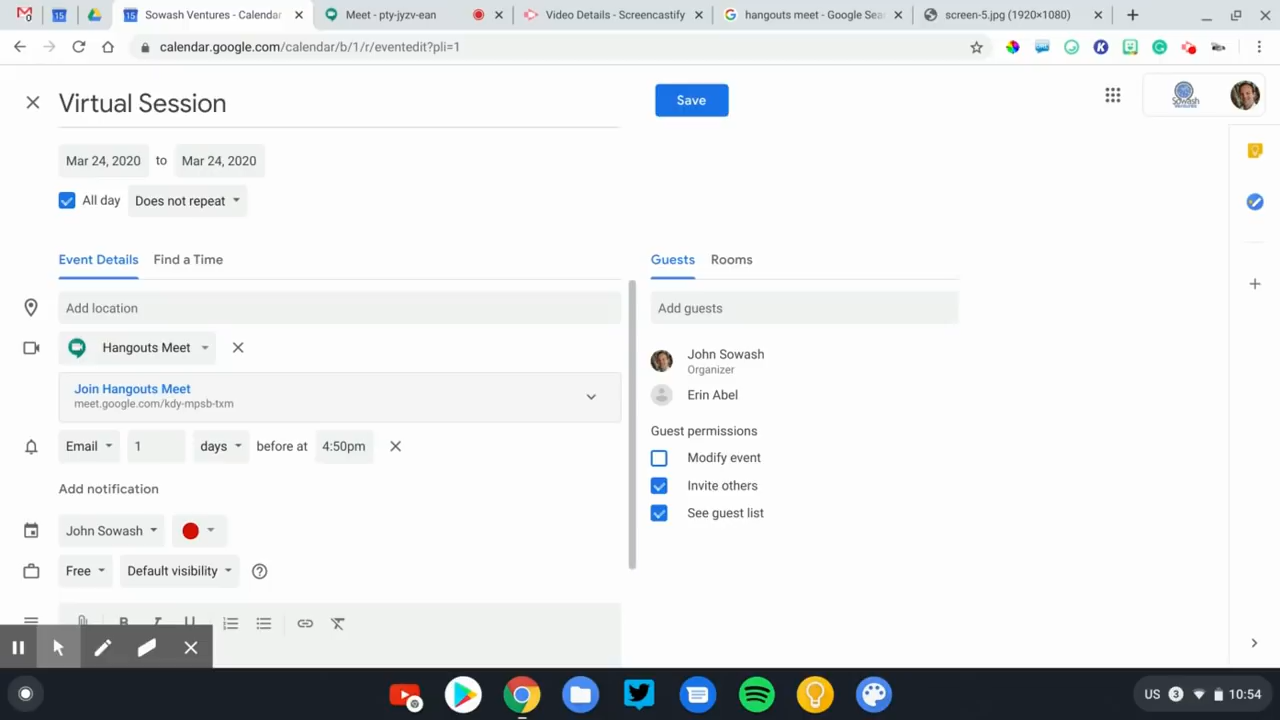 Sowash Ventures - Calendar
Meet - pty-jyzv-ean
Video Details - Screencastify
hangouts meet - Google Sea
screen-5.jpg (1920×1080)
calendar.google.com/calendar/b/1/r/eventedit?pli=1
Virtual Session
Save
Sowash
Mar 24, 2020 to Mar 24, 2020
All day
Does not repeat
Event Details
Find a Time
Guests
Rooms
Add location
Add guests
Hangouts Meet
John Sowash
Organizer
Join Hangouts Meet
meet.google.com/kdy-mpsb-txm
Erin Abel
Guest permissions
Email 1 days before at 4:50pm
Modify event
Invite others
Add notification
See guest list
John Sowash
Free
Default visibility
B I U
US 3 10:54